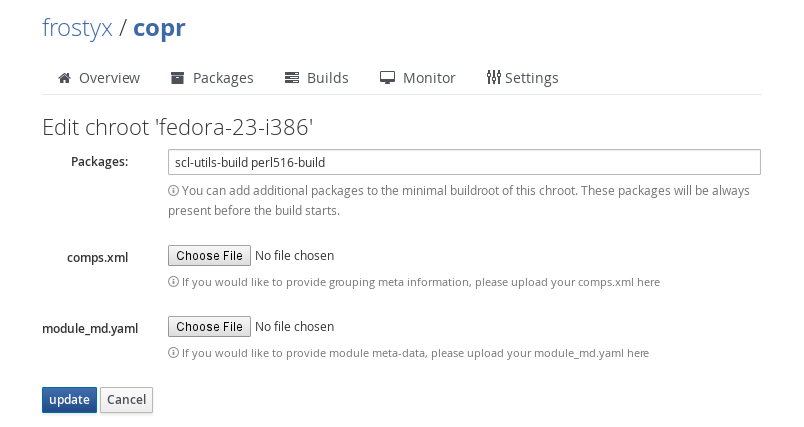 frostyx / copr
Overview Packages Builds Monitor Settings
Edit chroot 'fedora-23-i386'
Packages: scl-utils-build perl516-build
You can add additional packages to the minimal buildroot of this chroot. These packages will be always
present before the build starts.
comps.xml Choose File No file chosen
If you would like to provide grouping meta information, please upload your comps.xml here
module_md.yaml Choose File No file chosen
If you would like to provide module meta-data, please upload your module_md.yaml here
update Cancel